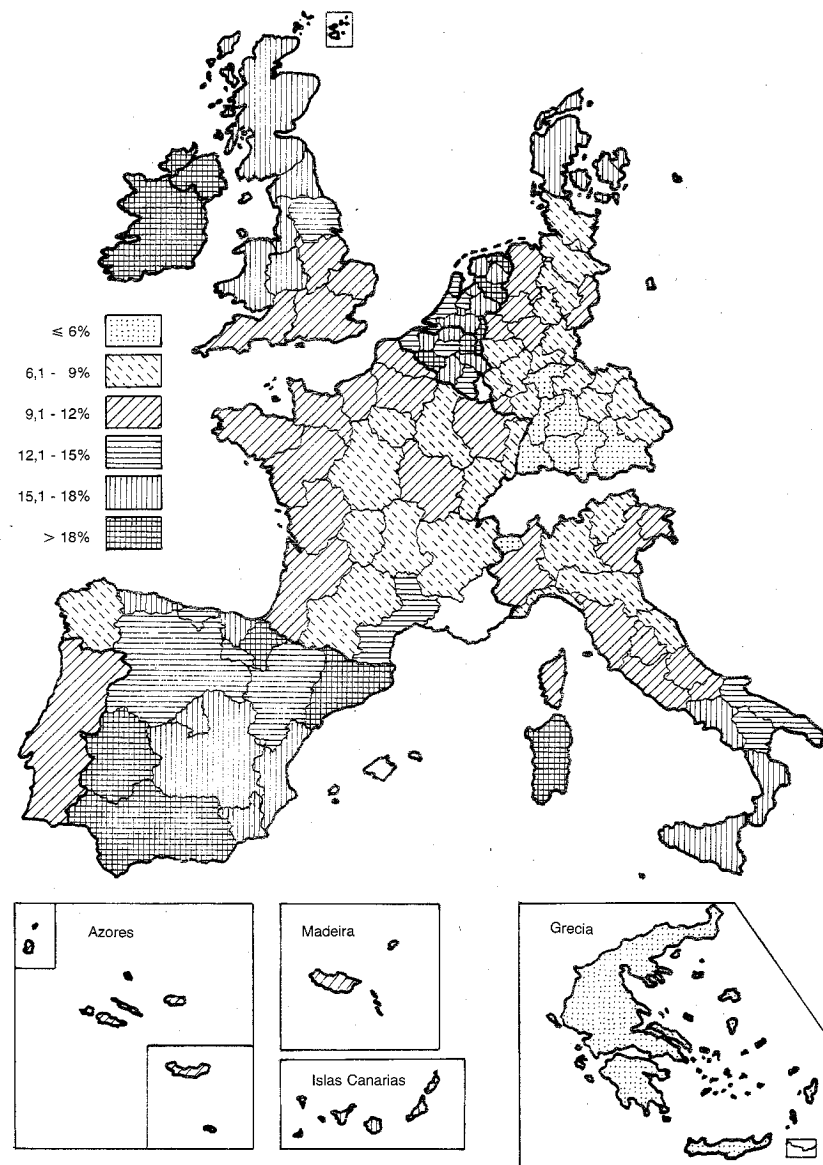 ≤ 6%
6,1 - 9%
9,1 - 12%
12,1 - 15%
15,1 - 18%
> 18%
Azores
Madeira
Grecia
Islas Canarias